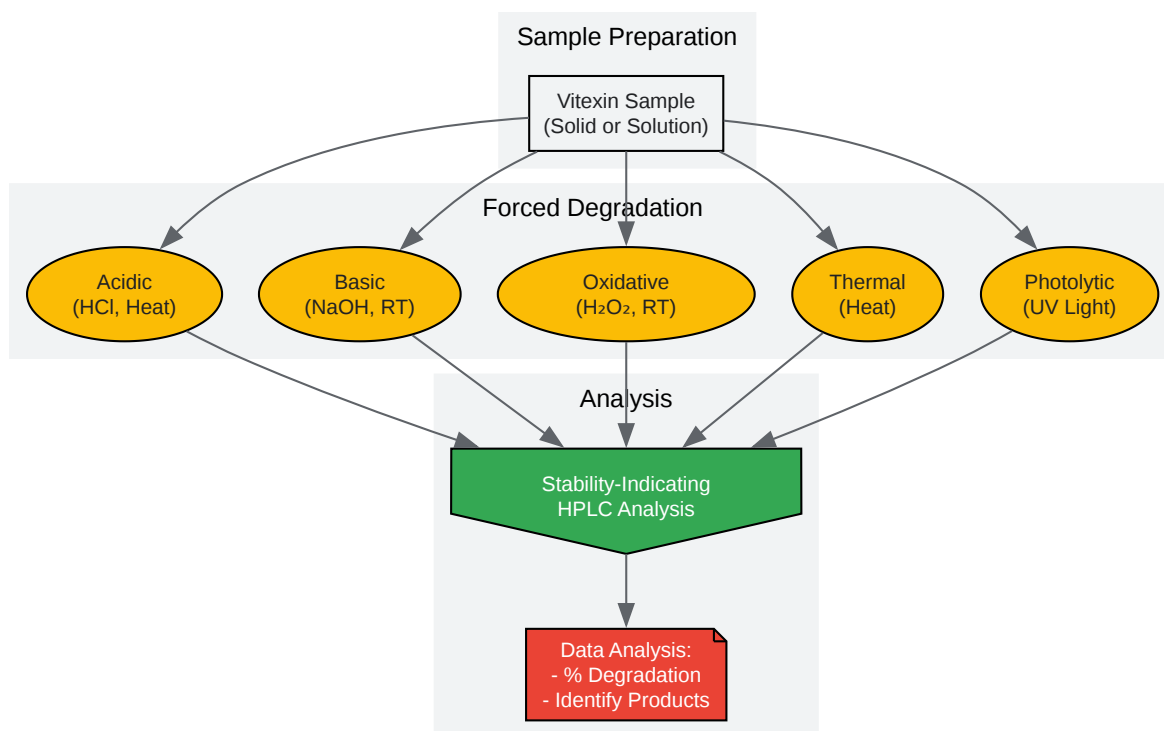 Sample Preparation
Vitexin Sample
(Solid or Solution)
Forced Degradation
Acidic
(HCl, Heat)
Basic
(NaOH, RT)
Oxidative
(H₂O₂, RT)
Thermal
(Heat)
Photolytic
(UV Light)
Analysis
Stability-Indicating
HPLC Analysis
Data Analysis:
- % Degradation
- Identify Products